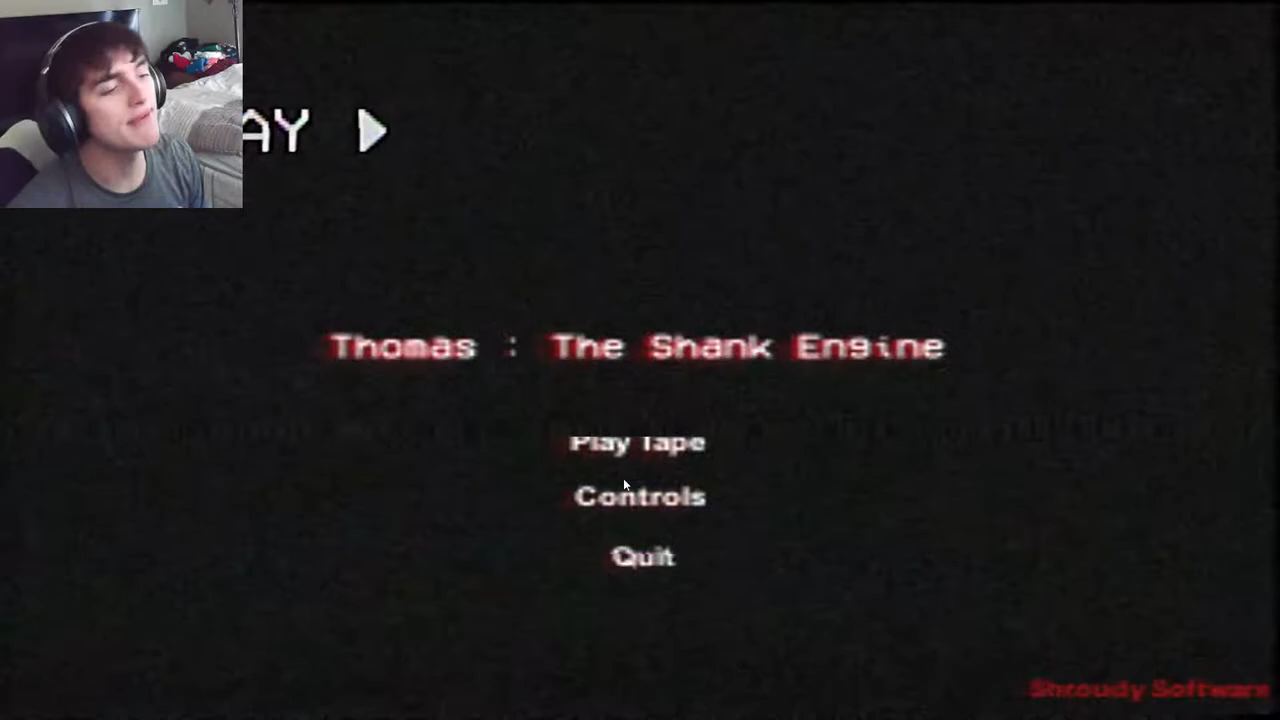 AY
Thomas : The Shank Engine
Play Tape
Controls
Quit
Shroudy Software